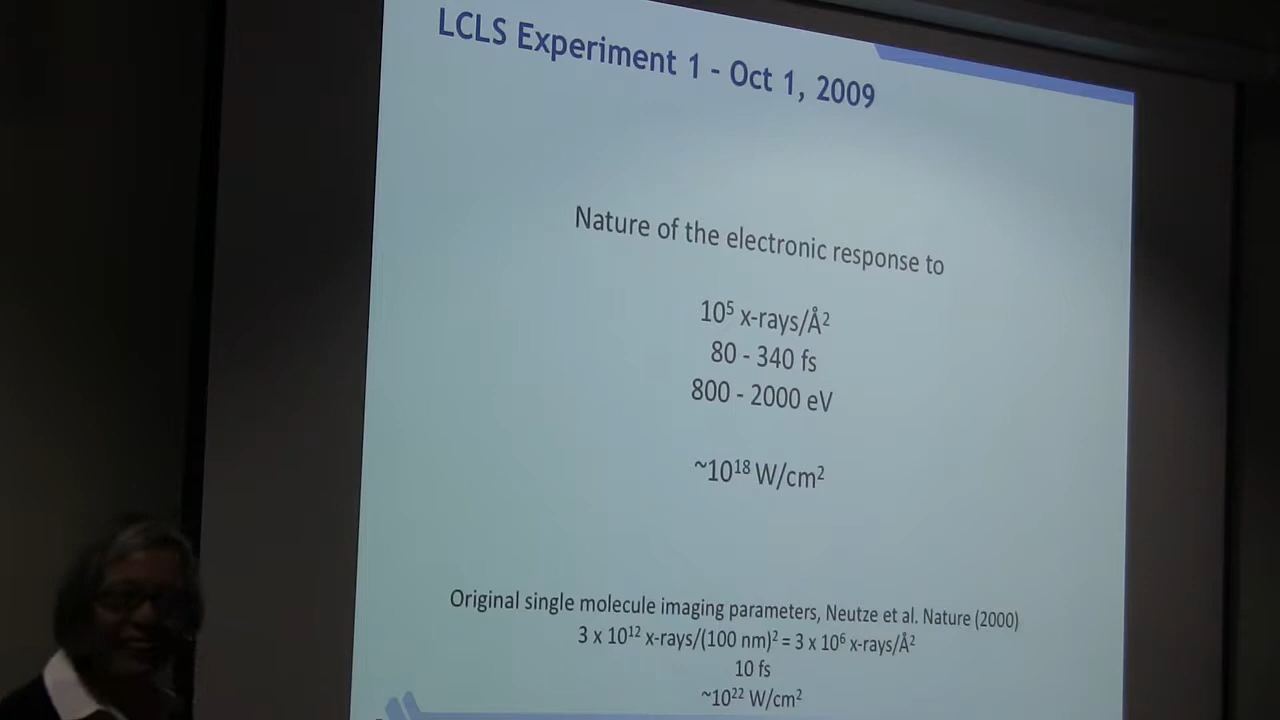 LCLS Experiment 1 - Oct 1, 2009
Nature of the electronic response to
10⁵ x-rays/Å²
80 - 340 fs
800 - 2000 eV
~10¹⁸ W/cm²
Original single molecule imaging parameters, Neutze et al. Nature (2000)
3 x 10¹² x-rays/(100 nm)² = 3 x 10⁶ x-rays/Å²
10 fs
~10²² W/cm²